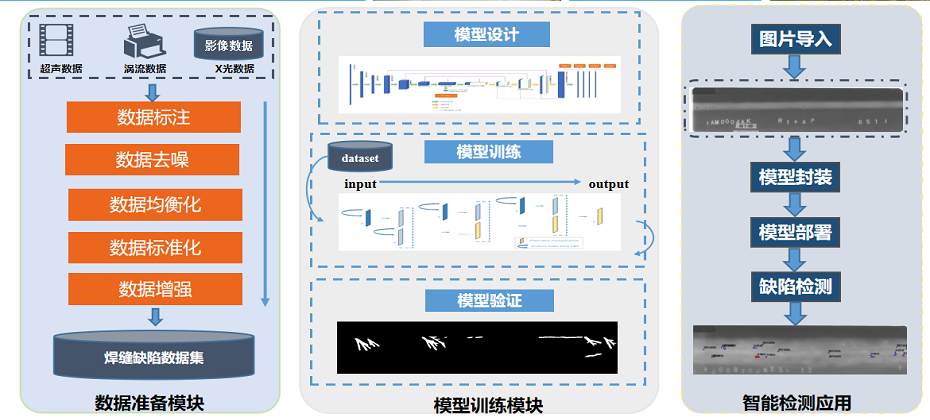 超声数据
涡流数据
影像数据
X光数据
数据标注
数据去噪
数据均衡化
数据标准化
数据增强
焊缝缺陷数据集
数据准备模块
模型设计
dataset
模型训练
input
output
模型验证
模型训练模块
图片导入
模型封装
模型部署
缺陷检测
智能检测应用